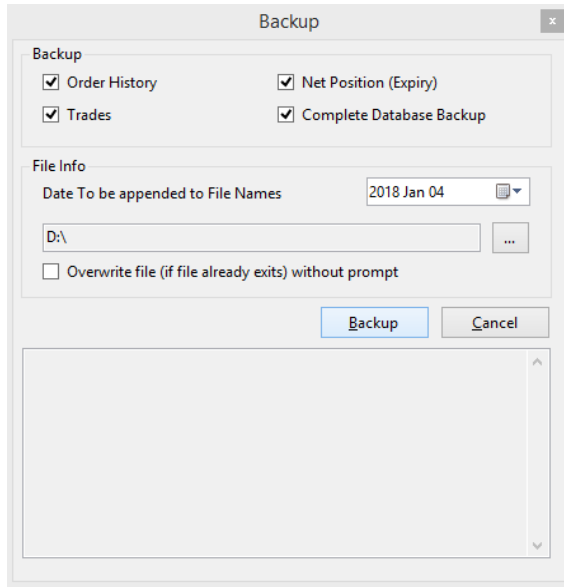 Backup
x
Backup
Order History
Net Position (Expiry)
Trades
Complete Database Backup
File Info
Date To be appended to File Names
2018 Jan 04
D:\
...
Overwrite file (if file already exits) without prompt
Backup
Cancel